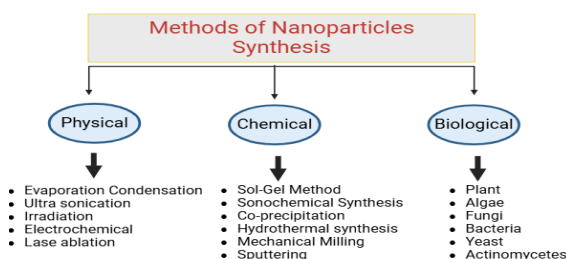 Methods of Nanoparticles
Synthesis
Physical
Chemical
Biological
Evaporation Condensation
Ultra sonication
Irradiation
Electrochemical
Lase ablation
Sol-Gel Method
Sonochemical Synthesis
Co-precipitation
Hydrothermal synthesis
Mechanical Milling
Sputtering
Plant
Algae
Fungi
Bacteria
Yeast
Actinomycetes